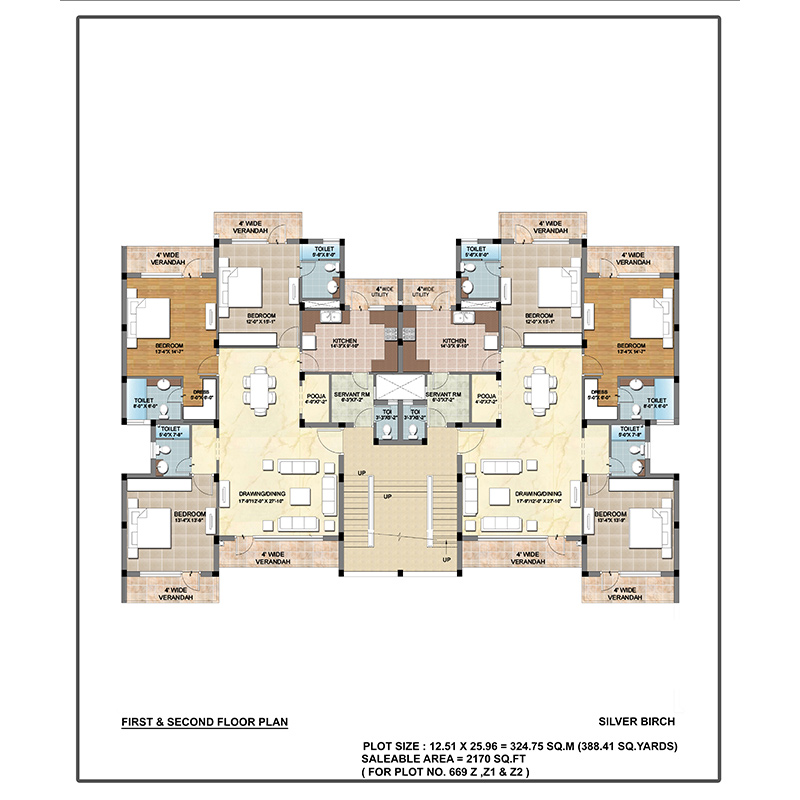 4' WIDE
VERANDAH
4' WIDE
VERANDAH
4' WIDE
VERANDAH
TOILET
5'-6"X 8'-0"
TOILET
5'-6"X 8'-0"
4' WIDE
VERANDAH
4' WIDE
UTILITY
4' WIDE
UTILITY
BEDROOM
12'-0" X 15'-1"
BEDROOM
12'-0" X 15'-1"
BEDROOM
13'-4"X 14'-7"
KITCHEN
14'-3"X 9'-10"
KITCHEN
14'-3"X 9'-10"
BEDROOM
13'-4"X 14'-7"
TOILET
8'-0" X 6'-0"
DRESS
5'-0"X 6'-0"
POOJA
4'-0"X7'-2"
SERVANT RM
6'-3"X7'-2"
SERVANT RM
6'-3"X7'-2"
POOJA
4'-0"X7'-2"
DRESS
5'-0"X 6'-0"
TOILET
8'-0" X 6'-0"
TOI
3'-3"X5'-2"
TOI
3'-3"X5'-2"
TOILET
5'-0"X 7'-9"
TOILET
5'-0"X 7'-9"
UP
UP
UP
DRAWING/DINING
17'-9"/12'-0" X 27'-10"
DRAWING/DINING
17'-9"/12'-0" X 27'-10"
BEDROOM
13'-4"X 13'-9"
BEDROOM
13'-4"X 13'-9"
4' WIDE
VERANDAH
4' WIDE
VERANDAH
4' WIDE
VERANDAH
4' WIDE
VERANDAH
FIRST & SECOND FLOOR PLAN
SILVER BIRCH
PLOT SIZE : 12.51 X 25.96 = 324.75 SQ.M (388.41 SQ.YARDS)
SALEABLE AREA = 2170 SQ.FT
( FOR PLOT NO. 669 Z ,Z1 & Z2 )